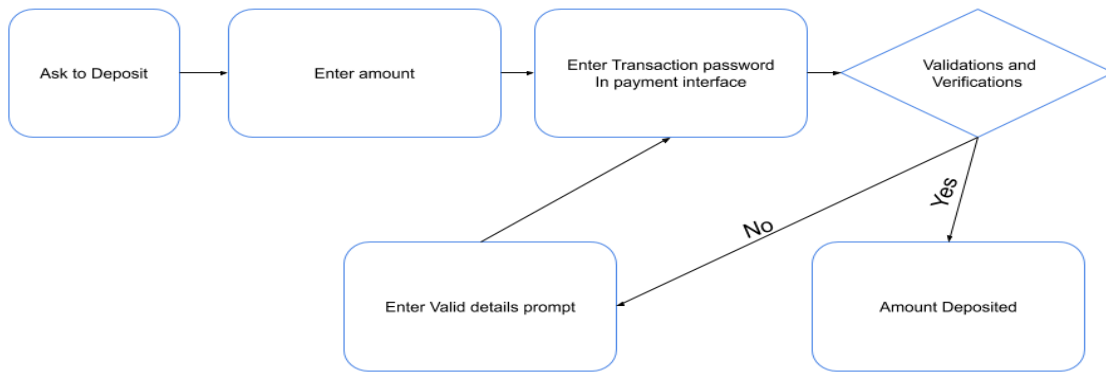 Ask to Deposit
Enter amount
Enter Transaction password
In payment interface
Validations and
Verifications
No
Yes
Enter Valid details prompt
Amount Deposited